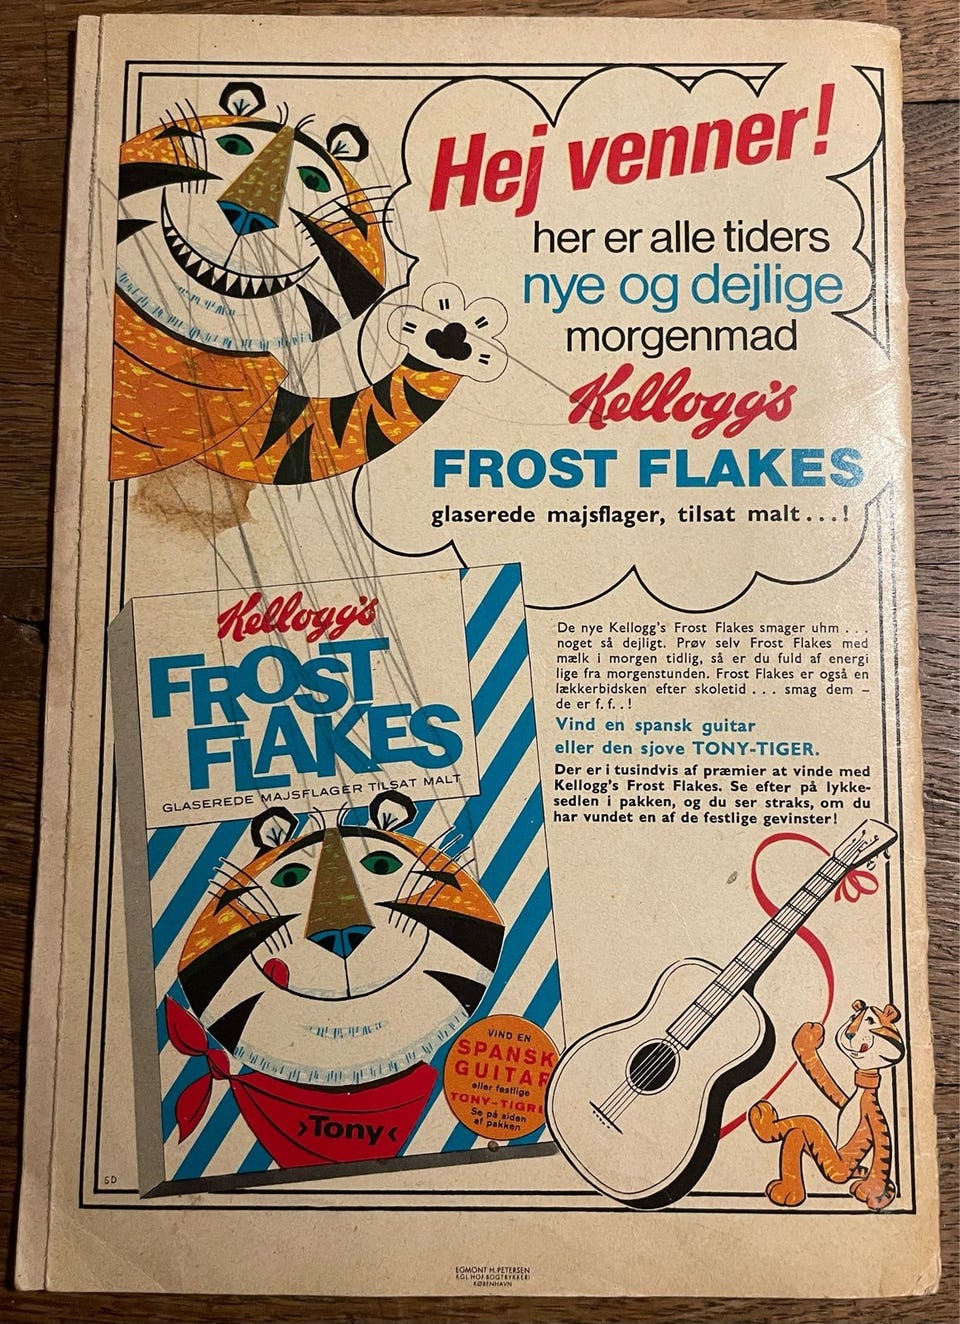 Hej venner!
her er alle tiders
nye og dejlige
morgenmad
Kellogg's
FROST FLAKES
glaserede majsflager, tilsat malt...!
Kellogg's
FROST
FLAKES
GLASEREDE MAJSFLAGER TILSAT MALT
De nye Kellogg's Frost Flakes smager uhm . . .
noget så dejligt. Prøv selv Frost Flakes med
mælk i morgen tidlig, så er du fuld af energi
lige fra morgenstunden. Frost Flakes er også en
lækkerbidsken efter skoletid . . . smag dem –
de er f. f. . !
Vind en spansk guitar
eller den sjove TONY-TIGER.
Der er i tusindvis af præmier at vinde med
Kellogg's Frost Flakes. Se efter på lykke-
sedlen i pakken, og du ser straks, om du
har vundet en af de festlige gevinster!
VIND EN
SPANSK
GUITAR
eller festlige
TONY-TIGRE
Se på siden
af pakken
›Tony‹
SD
EGMONT H. PETERSEN
KGL HOF-BOGTRYKKERI
KØBENHAVN